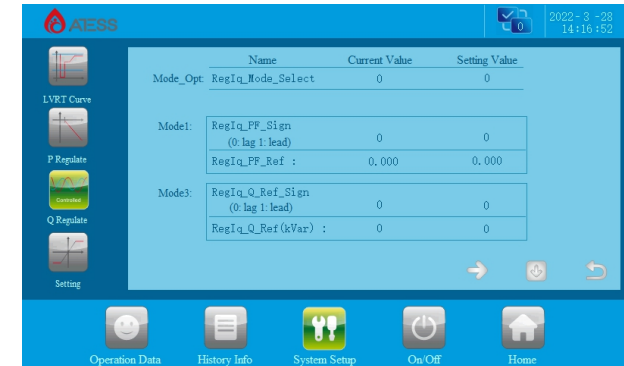 ATESS
0
2022- 3 -28
14:16:52
Name Current Value Setting Value
Mode_Opt: RegIq_Mode_Select 0 0
LVRT Curve
Mode1: RegIq_PF_Sign
(0: lag 1: lead) 0 0
P Regulate
RegIq_PF_Ref : 0.000 0.000
Controlled
Mode3: RegIq_Q_Ref_Sign
(0: lag 1: lead) 0 0
Q Regulate
RegIq_Q_Ref(kVar) : 0 0
Setting
Operation Data History Info System Setup On/Off Home